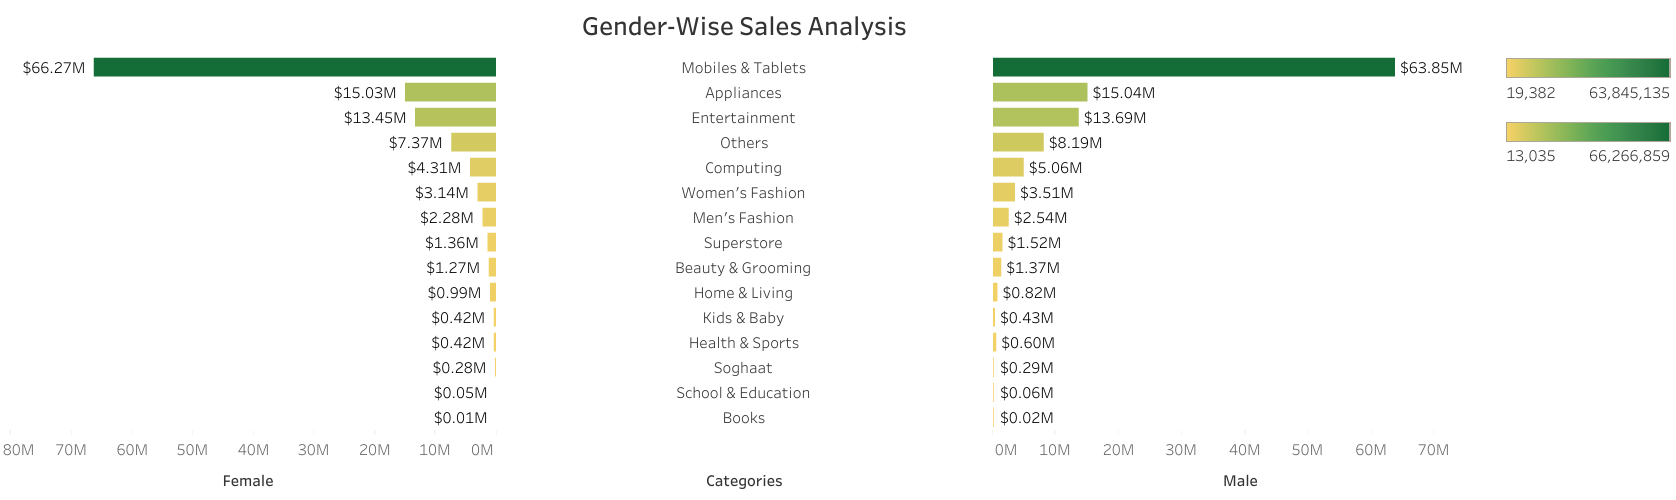 Gender-Wise Sales Analysis
$66.27M Mobiles & Tablets $63.85M
$15.03M Appliances $15.04M
$13.45M Entertainment $13.69M
$7.37M Others $8.19M
$4.31M Computing $5.06M
$3.14M Women's Fashion $3.51M
$2.28M Men's Fashion $2.54M
$1.36M Superstore $1.52M
$1.27M Beauty & Grooming $1.37M
$0.99M Home & Living $0.82M
$0.42M Kids & Baby $0.43M
$0.42M Health & Sports $0.60M
$0.28M Soghaat $0.29M
$0.05M School & Education $0.06M
$0.01M Books $0.02M
80M 70M 60M 50M 40M 30M 20M 10M 0M 0M 10M 20M 30M 40M 50M 60M 70M
Female Categories Male
19,382 63,845,135
13,035 66,266,859